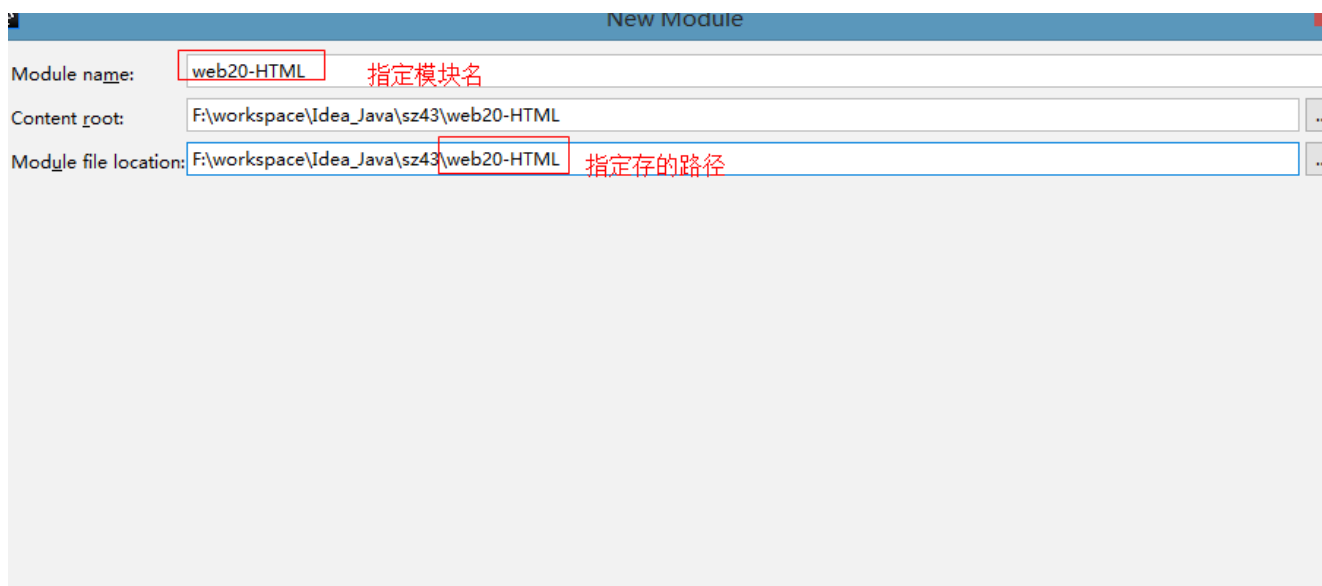 New Module
Module name: web20-HTML 指定模块名
Content root: F:\workspace\Idea_Java\sz43\web20-HTML ..
Module file location: F:\workspace\Idea_Java\sz43\web20-HTML 指定存的路径 ..